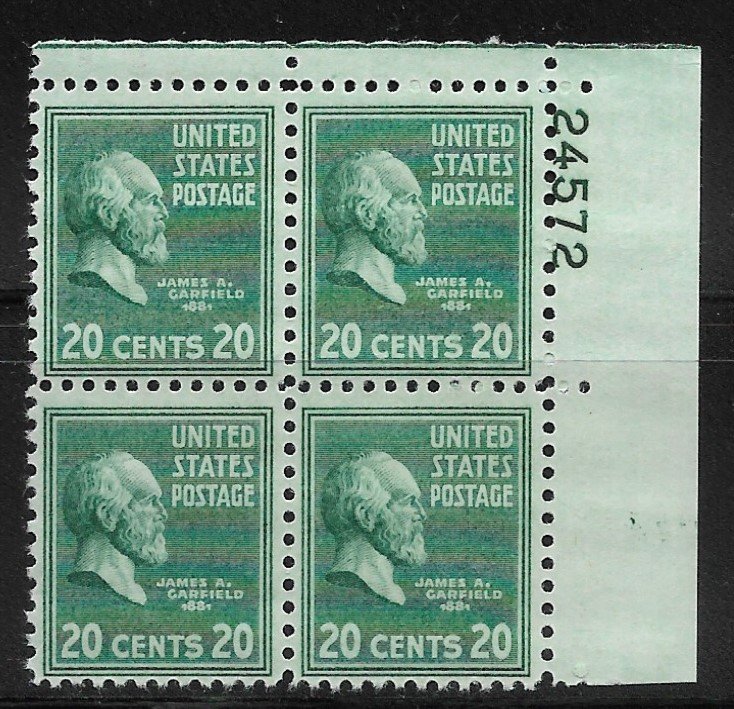 UNITED
STATES
POSTAGE
JAMES A.
GARFIELD
1881
20 CENTS 20
UNITED
STATES
POSTAGE
JAMES A.
GARFIELD
1881
20 CENTS 20
24572
UNITED
STATES
POSTAGE
JAMES A.
GARFIELD
1881
20 CENTS 20
UNITED
STATES
POSTAGE
JAMES A.
GARFIELD
1881
20 CENTS 20